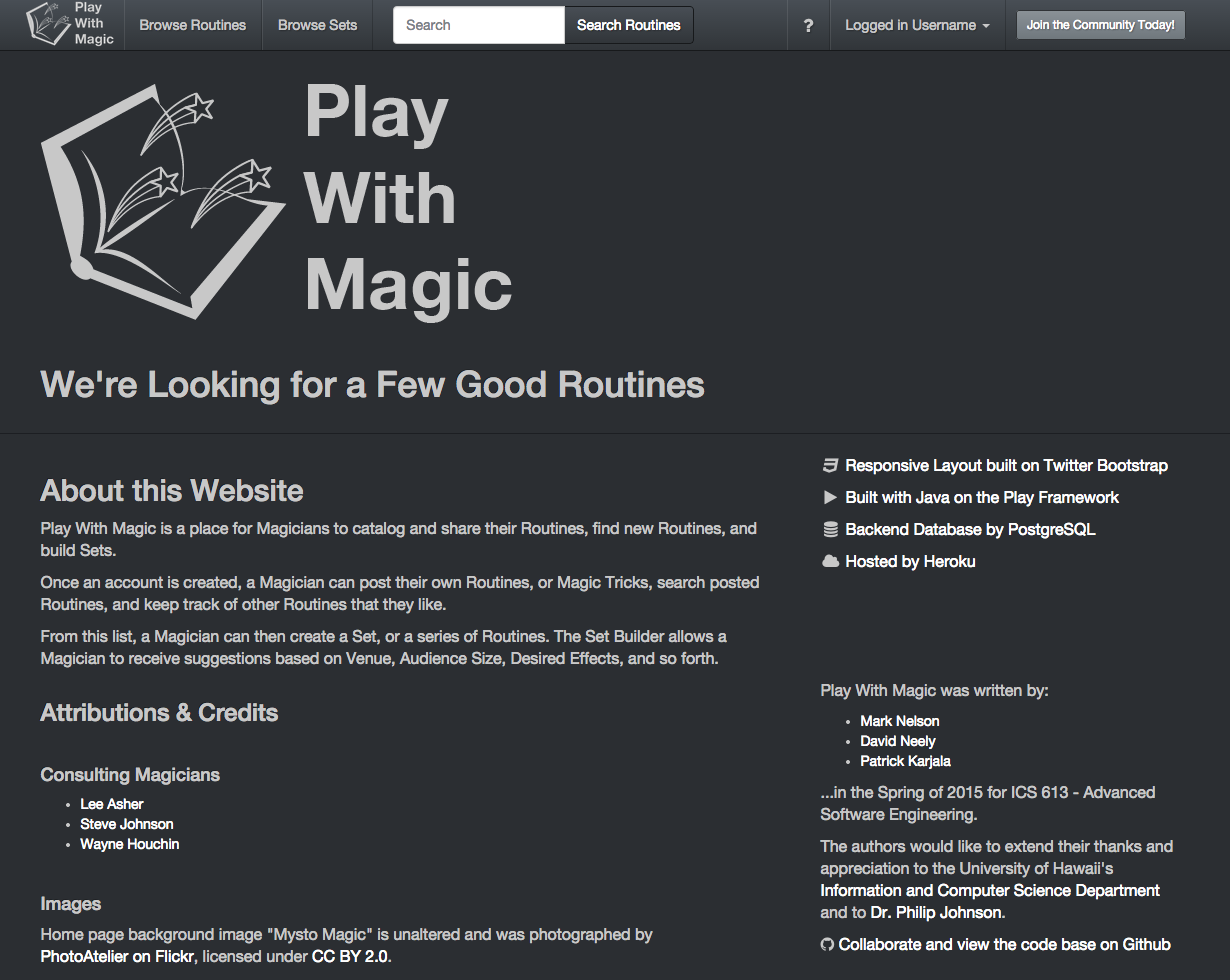 Play
With
Magic
Browse Routines
Browse Sets
Search
Search Routines
?
Logged in Username
Join the Community Today!
Play
With
Magic
We're Looking for a Few Good Routines
About this Website
Play With Magic is a place for Magicians to catalog and share their Routines, find new Routines, and
build Sets.
Once an account is created, a Magician can post their own Routines, or Magic Tricks, search posted
Routines, and keep track of other Routines that they like.
From this list, a Magician can then create a Set, or a series of Routines. The Set Builder allows a
Magician to receive suggestions based on Venue, Audience Size, Desired Effects, and so forth.
Attributions & Credits
Consulting Magicians
• Lee Asher
• Steve Johnson
• Wayne Houchin
Images
Home page background image "Mysto Magic" is unaltered and was photographed by
PhotoAtelier on Flickr, licensed under CC BY 2.0.
Responsive Layout built on Twitter Bootstrap
Built with Java on the Play Framework
Backend Database by PostgreSQL
Hosted by Heroku
Play With Magic was written by:
• Mark Nelson
• David Neely
• Patrick Karjala
...in the Spring of 2015 for ICS 613 - Advanced
Software Engineering.
The authors would like to extend their thanks and
appreciation to the University of Hawaii's
Information and Computer Science Department
and to Dr. Philip Johnson.
Collaborate and view the code base on Github